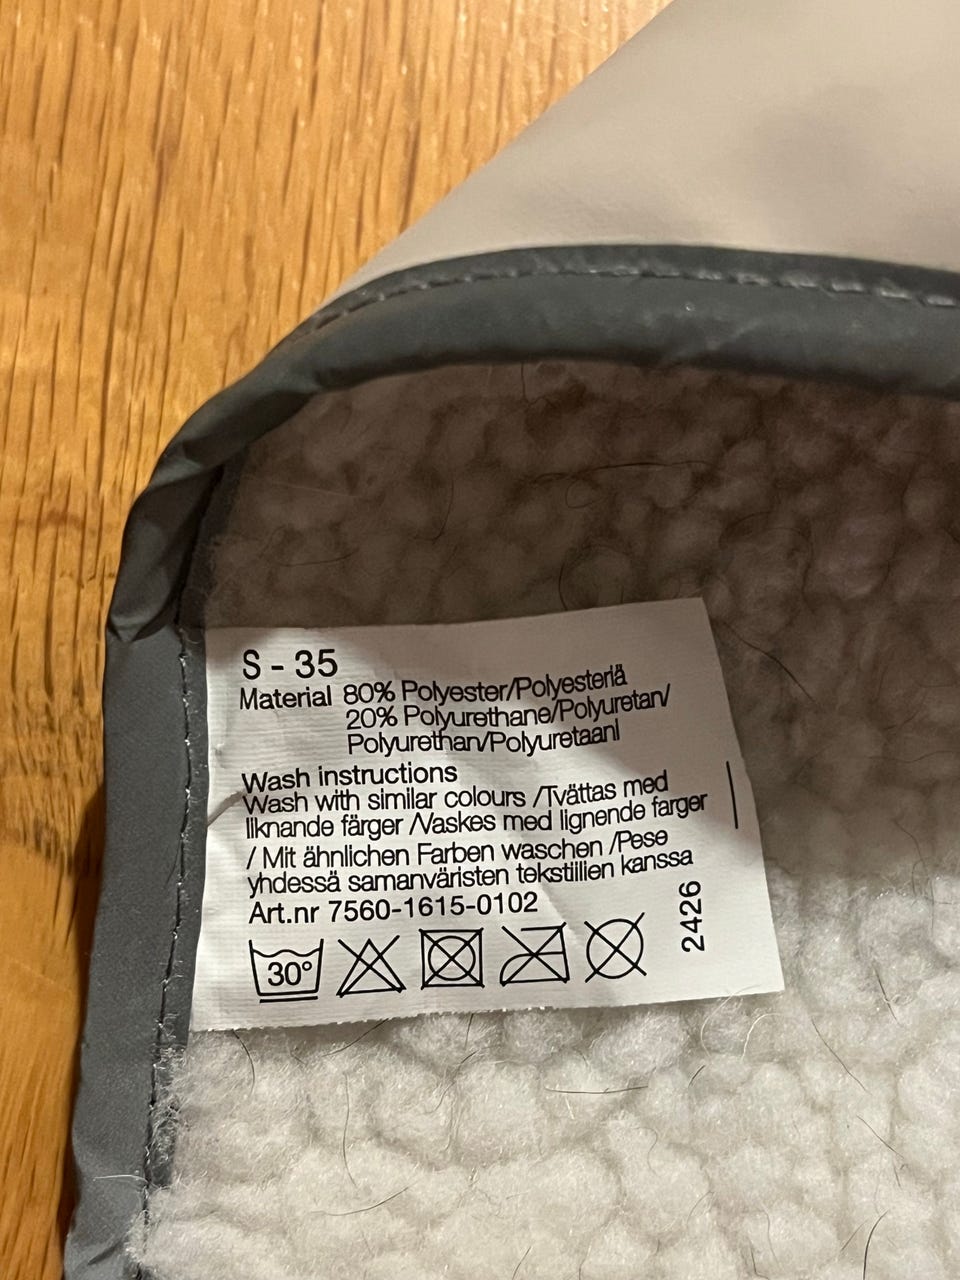 S - 35
Material 80% Polyester/Polyesteriä
20% Polyurethane/Polyuretan/
Polyurethan/Polyuretaanl
Wash instructions
Wash with similar colours /Tvättas med
liknande färger /Vaskes med lignende farger
/ Mit ähnlichen Farben waschen /Pese
yhdessä samanväristen tekstiilien kanssa
Art.nr 7560-1615-0102
30°
2426